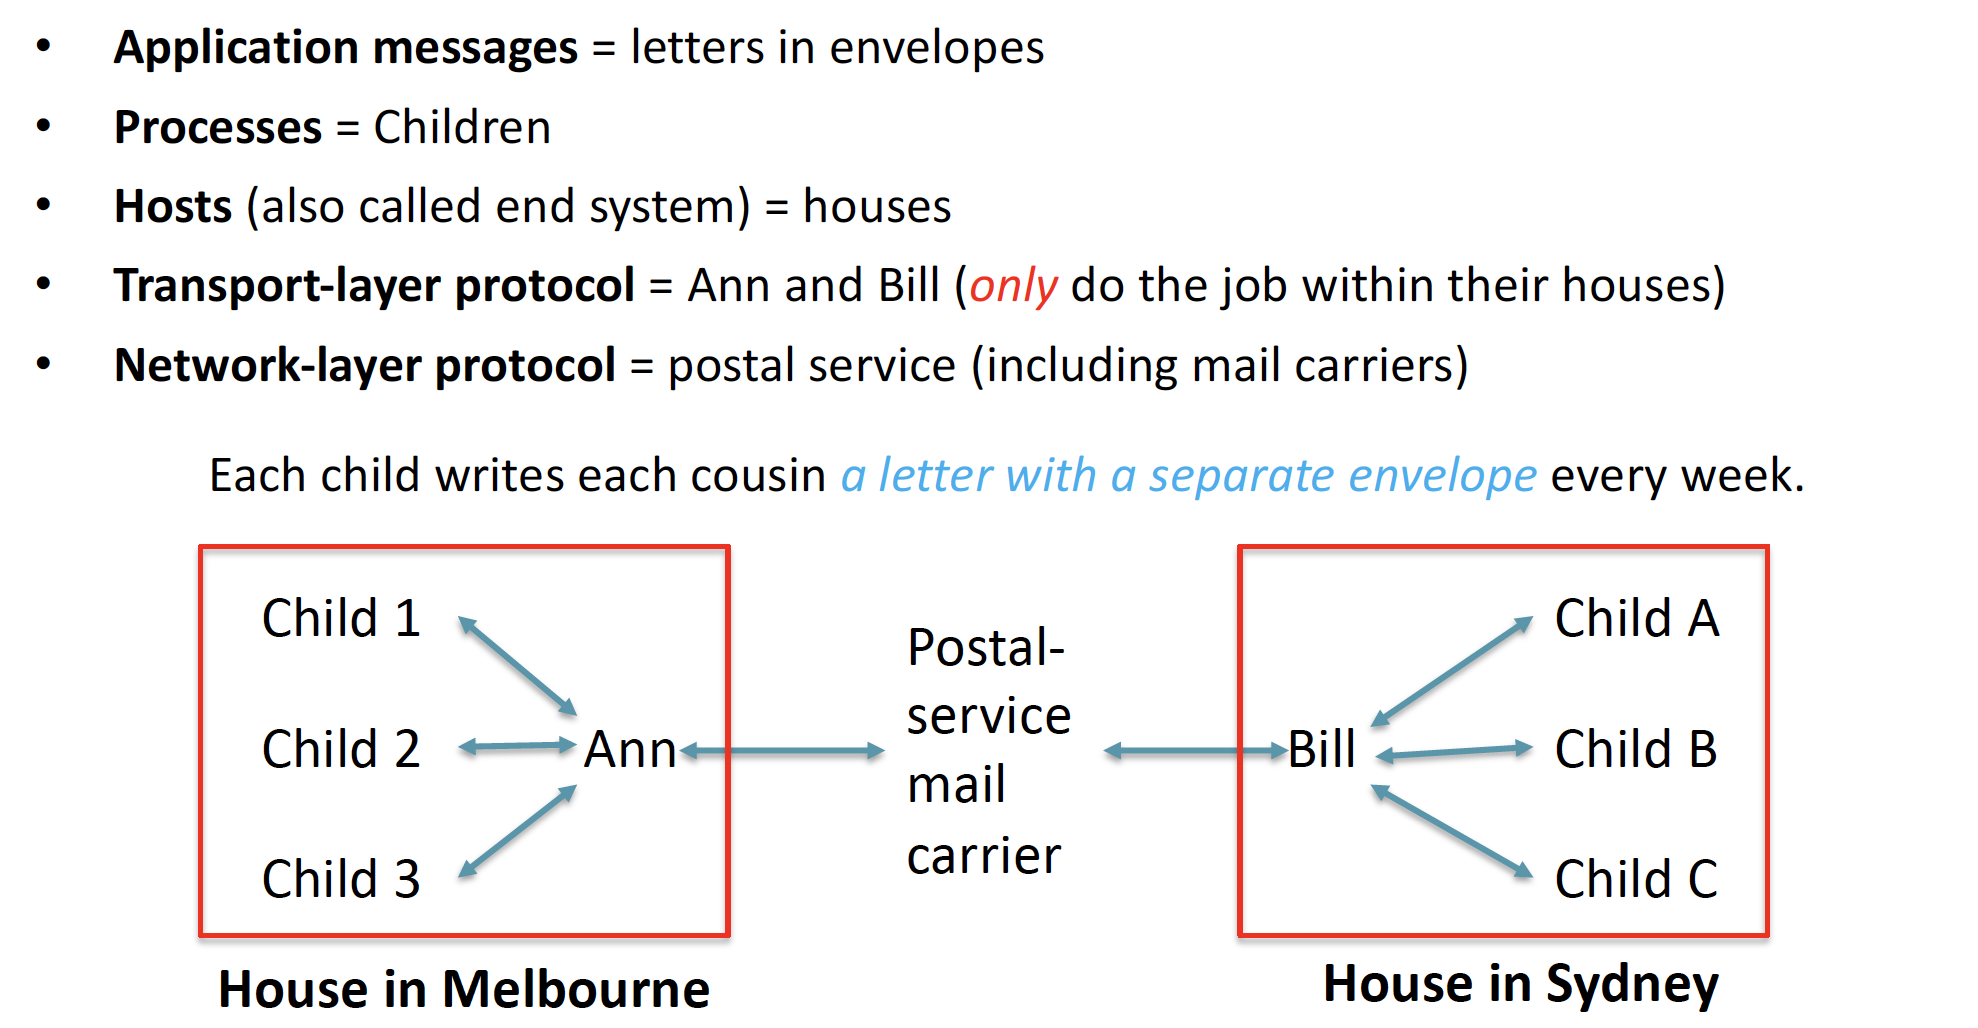 • Application messages = letters in envelopes
• Processes = Children
• Hosts (also called end system) = houses
• Transport-layer protocol = Ann and Bill (only do the job within their houses)
• Network-layer protocol = postal service (including mail carriers)
Each child writes each cousin a letter with a separate envelope every week.
Child 1
Child 2
Child 3
Ann
Postal-
service
mail
carrier
Bill
Child A
Child B
Child C
House in Melbourne
House in Sydney